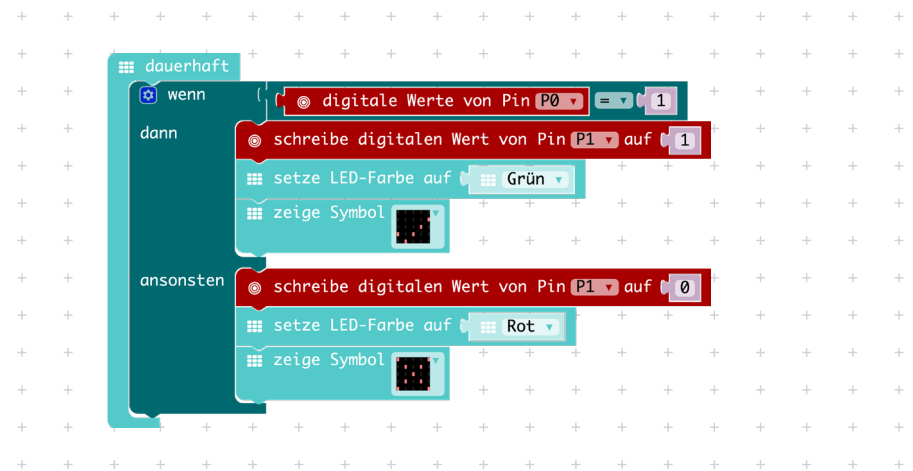 dauerhaft
wenn digitale Werte von Pin P0 = 1
dann schreibe digitalen Wert von Pin P1 auf 1
setze LED-Farbe auf Grün
zeige Symbol
ansonsten schreibe digitalen Wert von Pin P1 auf 0
setze LED-Farbe auf Rot
zeige Symbol